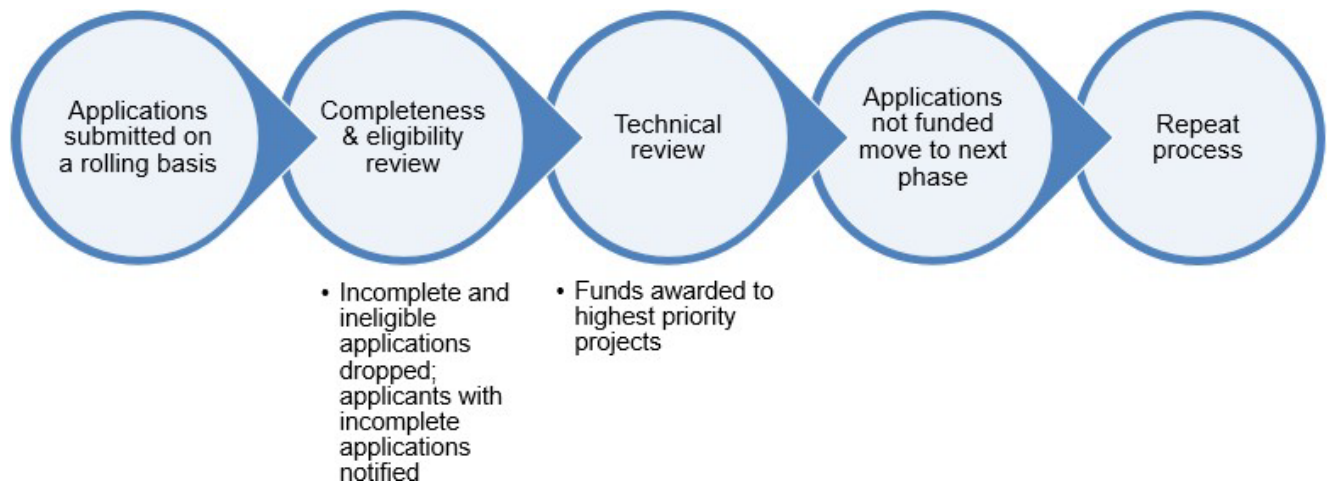 Applications
submitted on
a rolling basis
Completeness
& eligibility
review
Technical
review
Applications
not funded
move to next
phase
Repeat
process
• Incomplete and
ineligible
applications
dropped;
applicants with
incomplete
applications
notified
• Funds awarded to
highest priority
projects